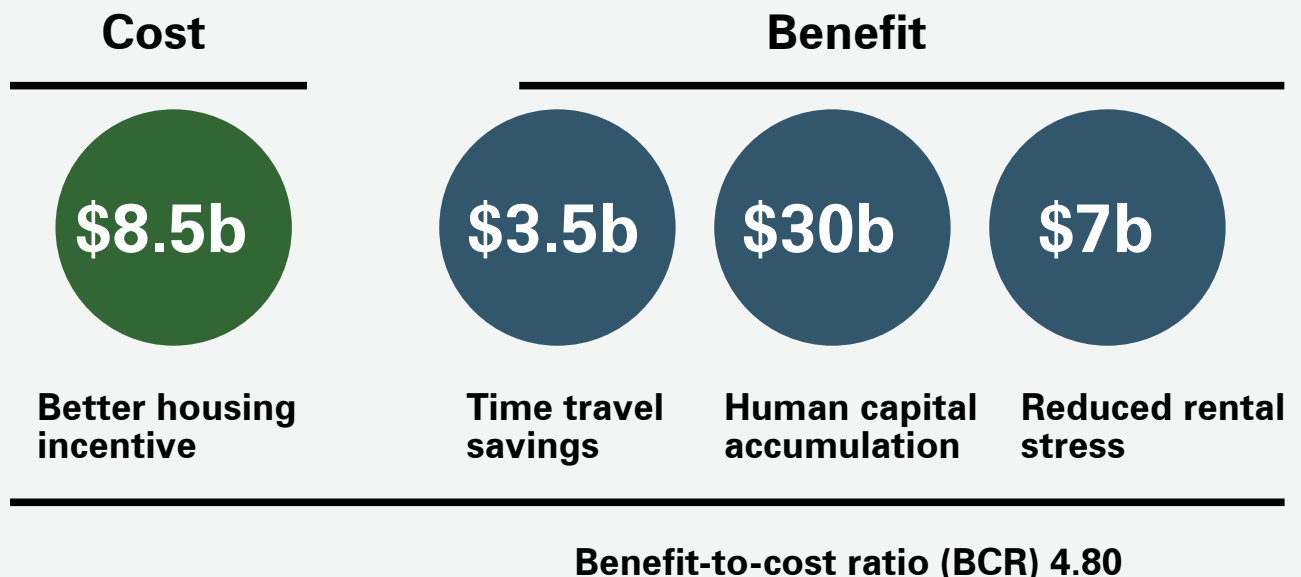 Cost
Benefit
$8.5b
$3.5b
$30b
$7b
Better housing
incentive
Time travel
savings
Human capital
accumulation
Reduced rental
stress
Benefit-to-cost ratio (BCR) 4.80